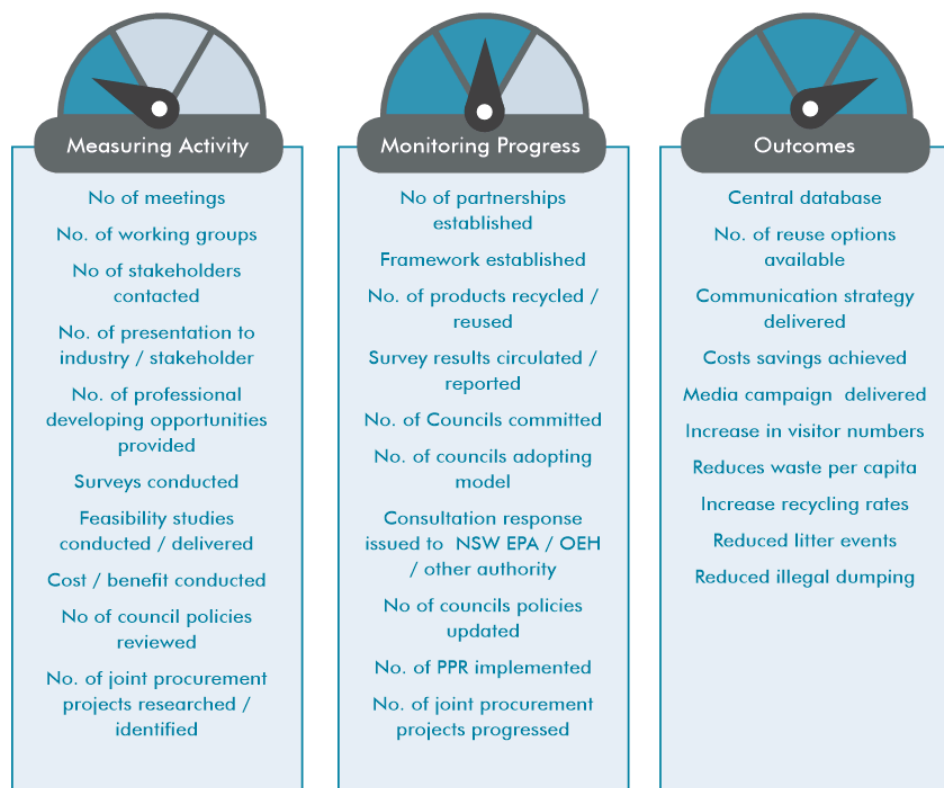 Measuring Activity
No of meetings
No. of working groups
No of stakeholders
contacted
No. of presentation to
industry / stakeholder
No. of professional
developing opportunities
provided
Surveys conducted
Feasibility studies
conducted / delivered
Cost / benefit conducted
No of council policies
reviewed
No. of joint procurement
projects researched /
identified
Monitoring Progress
No of partnerships
established
Framework established
No. of products recycled /
reused
Survey results circulated /
reported
No. of Councils committed
No. of councils adopting
model
Consultation response
issued to NSW EPA / OEH
/ other authority
No of councils policies
updated
No. of PPR implemented
No. of joint procurement
projects progressed
Outcomes
Central database
No. of reuse options
available
Communication strategy
delivered
Costs savings achieved
Media campaign delivered
Increase in visitor numbers
Reduces waste per capita
Increase recycling rates
Reduced litter events
Reduced illegal dumping